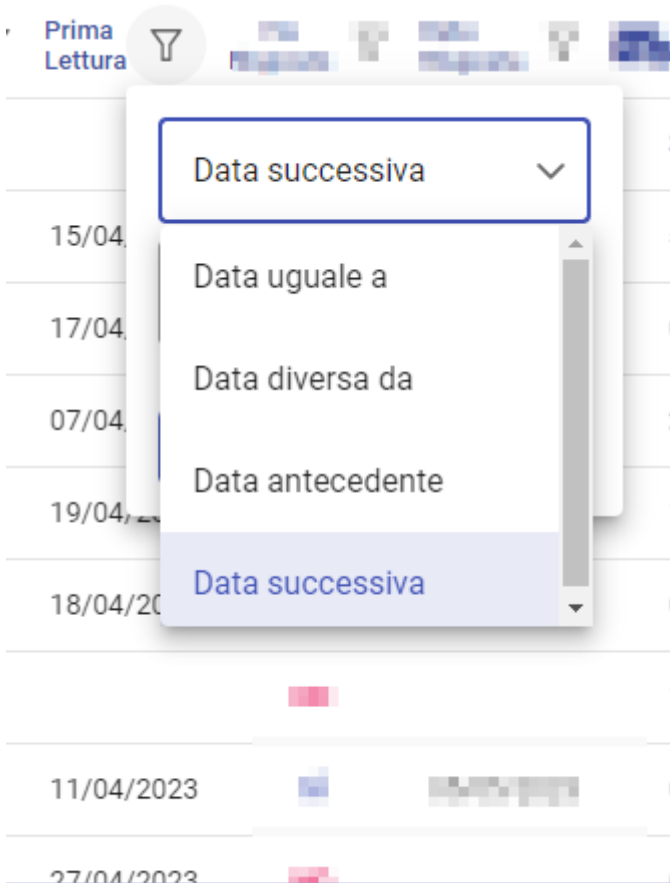 Prima
Lettura
Data successiva
15/04
Data uguale a
17/04
Data diversa da
07/04
Data antecedente
19/04/
Data successiva
18/04/20
11/04/2023
27/04/2023